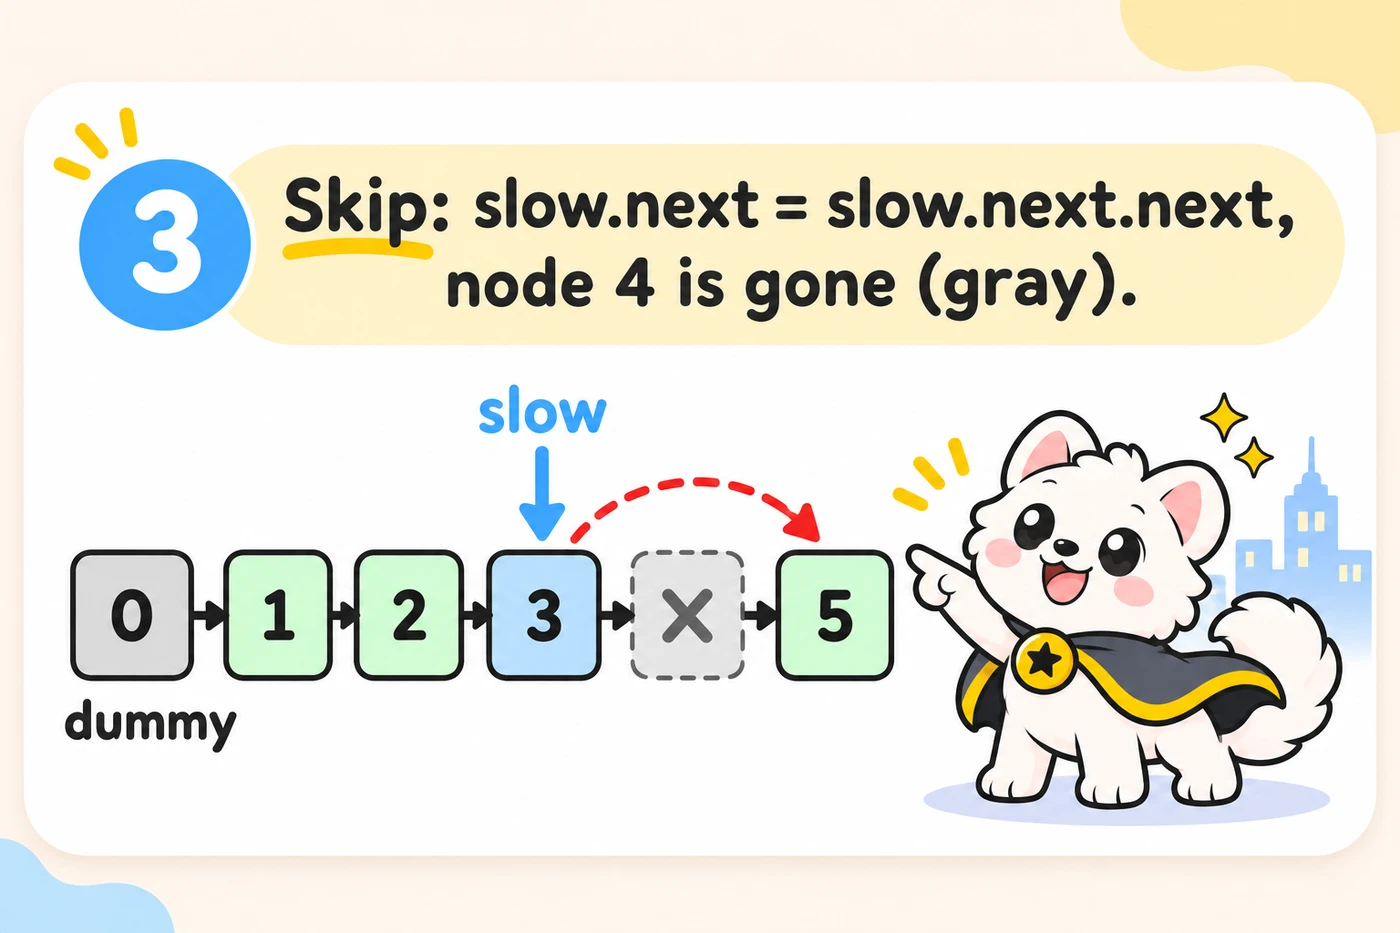 3
Skip: slow.next = slow.next.next,
node 4 is gone (gray).
slow
0 1 2 3 × 5
dummy